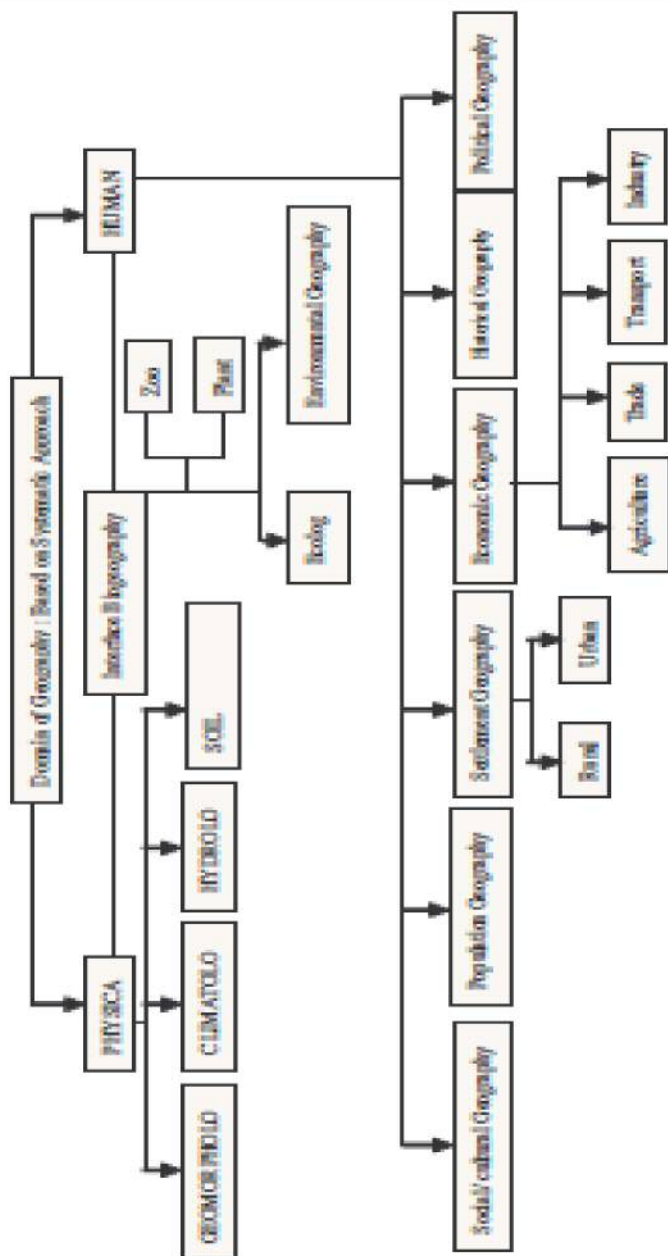 Domain of Geography : Based on Systematic Approach
PHYSICA
Interface Biogeography
HUMAN
GEOMORPHOLO
CLIMATOLO
HYDROLO
SOIL
Zoo
Plant
Ecolog
Environmental Geography
Social/ cultural Geography
Population Geography
Settlement Geography
Economic Geography
Historical Geography
Political Geography
Rural
Urban
Agriculture
Trade
Transport
Industry